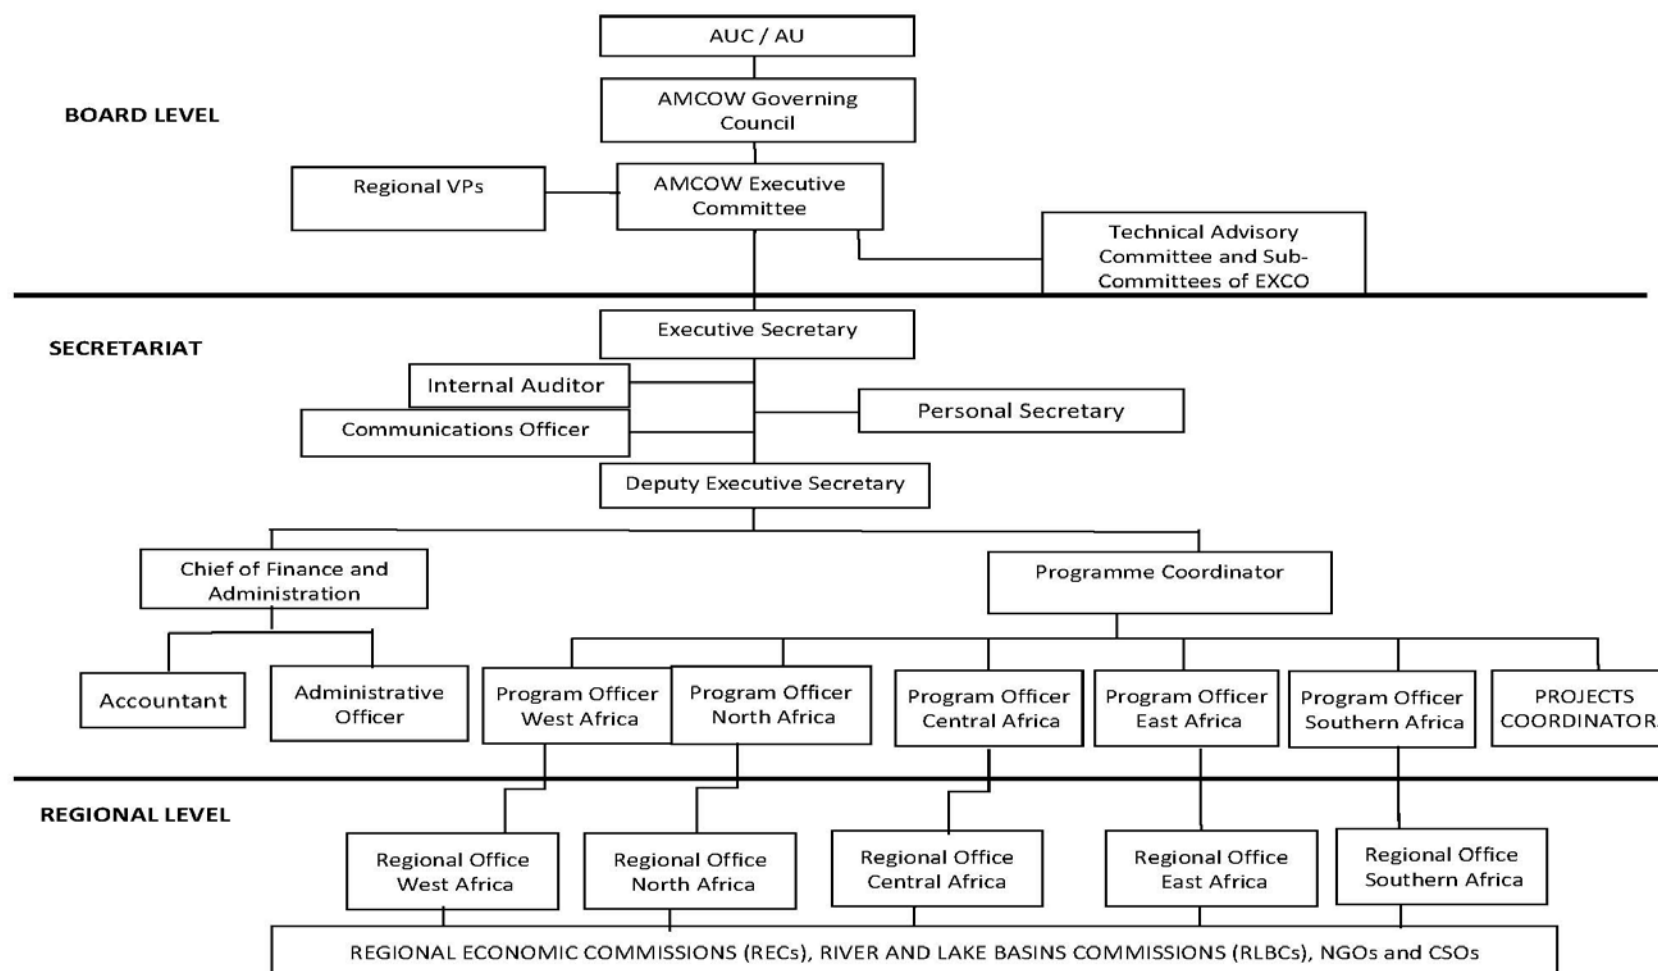 AUC / AU
BOARD LEVEL
AMCOW Governing
Council
Regional VPs
AMCOW Executive
Committee
Technical Advisory
Committee and Sub-
Committees of EXCO
SECRETARIAT
Executive Secretary
Internal Auditor
Personal Secretary
Communications Officer
Deputy Executive Secretary
Chief of Finance and
Administration
Programme Coordinator
Accountant
Administrative
Officer
Program Officer
West Africa
Program Officer
North Africa
Program Officer
Central Africa
Program Officer
East Africa
Program Officer
Southern Africa
PROJECTS
COORDINATOR
REGIONAL LEVEL
Regional Office
West Africa
Regional Office
North Africa
Regional Office
Central Africa
Regional Office
East Africa
Regional Office
Southern Africa
REGIONAL ECONOMIC COMMISSIONS (RECs), RIVER AND LAKE BASINS COMMISSIONS (RLBCs), NGOs and CSOs